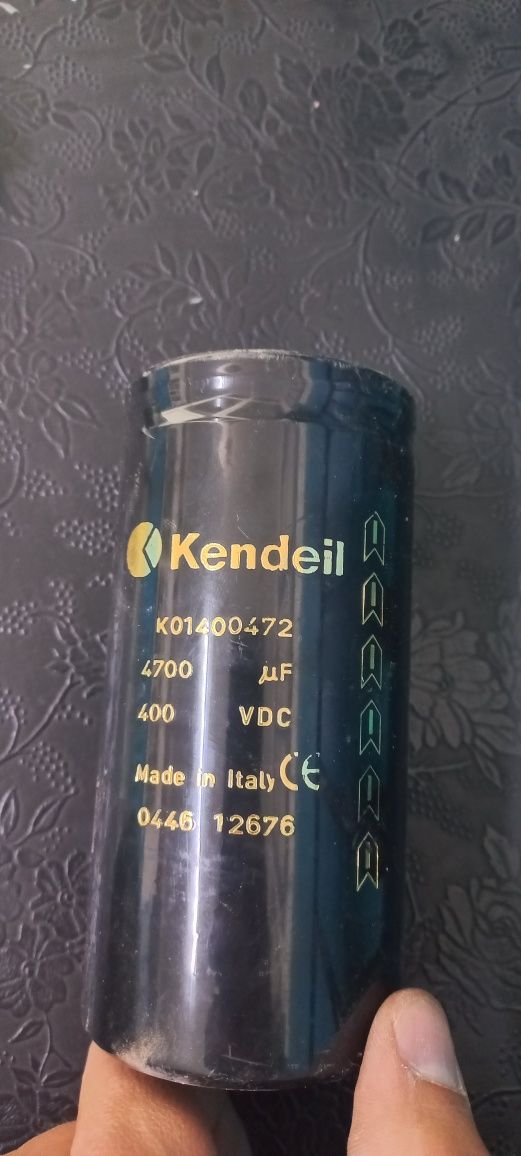 Kendeil
K01400472
4700 µF
400 VDC
Made in Italy CE
0446 12676